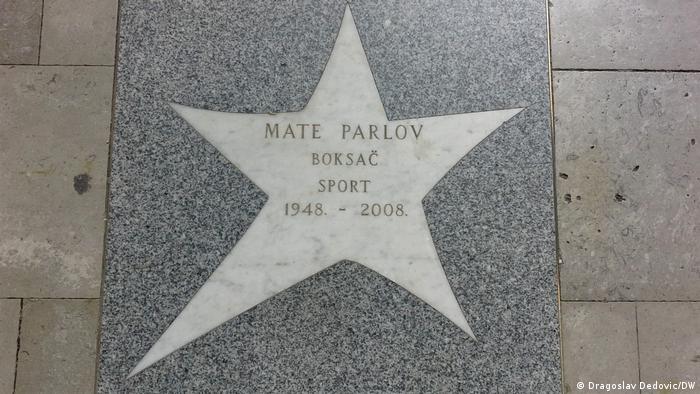 MATE PARLOV
BOKSAČ
SPORT
1948. - 2008.
© Dragoslav Dedovic/DW